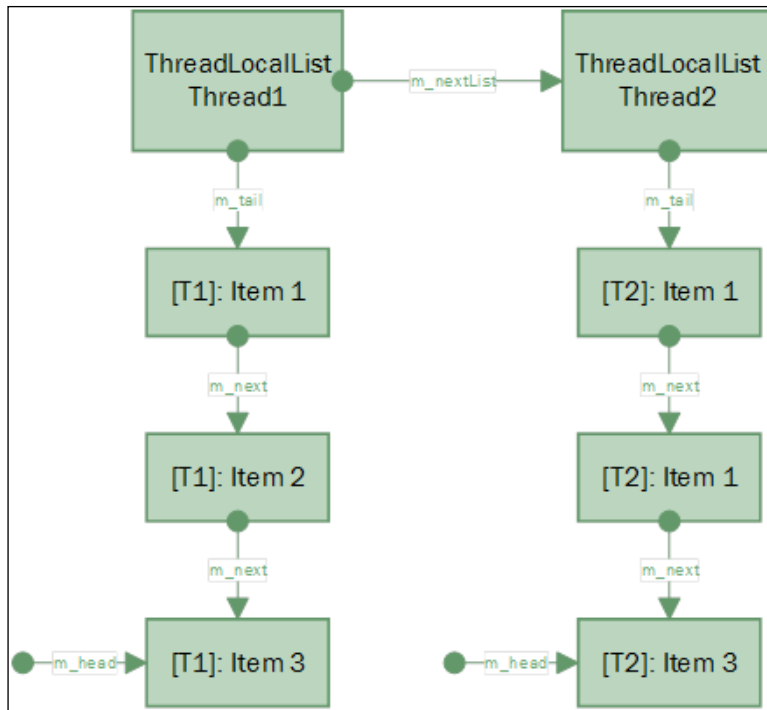 ThreadLocalList
Thread1
m_nextList
ThreadLocalList
Thread2
m_tail
m_tail
[T1]: Item 1
[T2]: Item 1
m_next
m_next
[T1]: Item 2
[T2]: Item 1
m_next
m_next
m_head
[T1]: Item 3
m_head
[T2]: Item 3